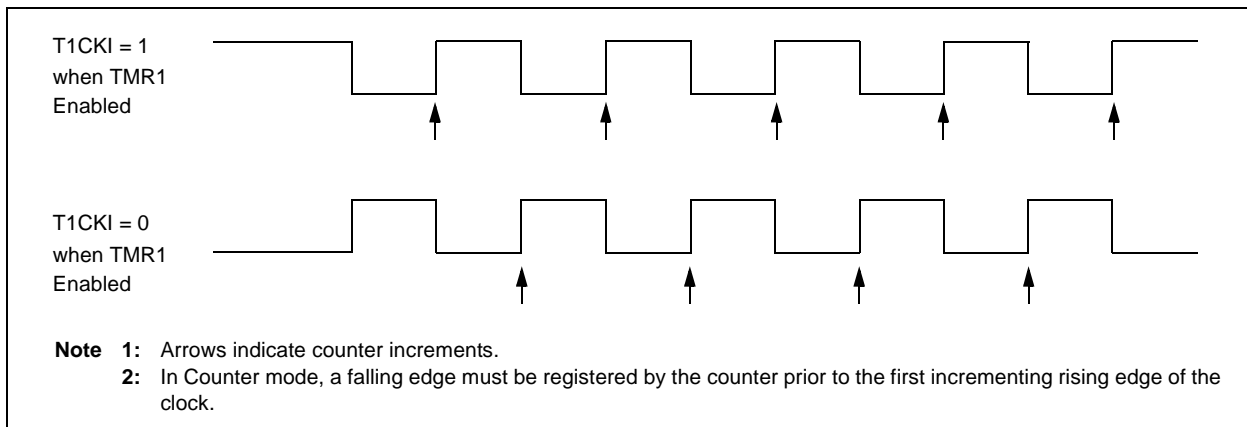 T1CKI = 1
when TMR1
Enabled
T1CKI = 0
when TMR1
Enabled
Note 1: Arrows indicate counter increments.
2: In Counter mode, a falling edge must be registered by the counter prior to the first incrementing rising edge of the
clock.